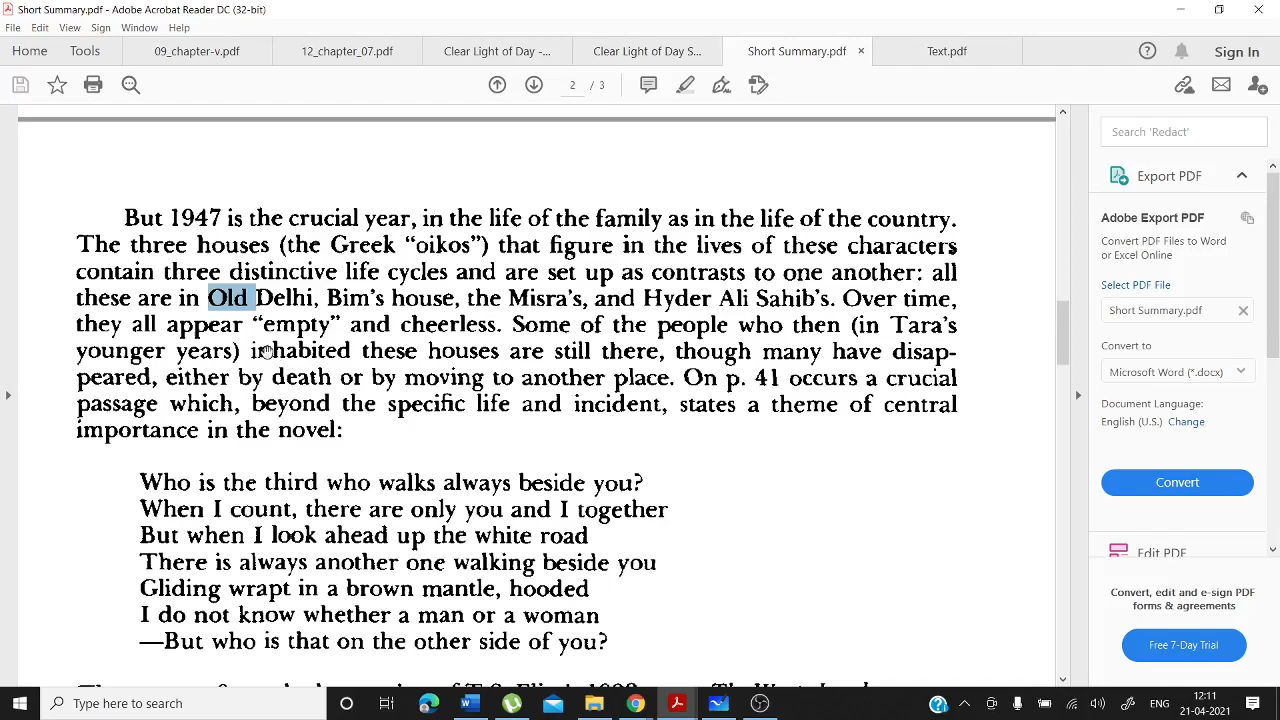 Short Summary.pdf - Adobe Acrobat Reader DC (32-bit)
File Edit View Sign Window Help
Home Tools 09_chapter-v.pdf 12_chapter_07.pdf Clear Light of Day -... Clear Light of Day S... Short Summary.pdf × Text.pdf Sign In
2 / 3
Search 'Redact'
Export PDF
Adobe Export PDF
Convert PDF Files to Word
or Excel Online
Select PDF File
Short Summary.pdf
Convert to
Microsoft Word (*.docx)
Document Language:
English (U.S.) Change
Convert
Edit PDF
Convert, edit and e-sign PDF
forms & agreements
Free 7-Day Trial
But 1947 is the crucial year, in the life of the family as in the life of the country.
The three houses (the Greek “oikos”) that figure in the lives of these characters
contain three distinctive life cycles and are set up as contrasts to one another: all
these are in Old Delhi, Bim’s house, the Misra’s, and Hyder Ali Sahib’s. Over time,
they all appear “empty” and cheerless. Some of the people who then (in Tara’s
younger years) inhabited these houses are still there, though many have disap-
peared, either by death or by moving to another place. On p. 41 occurs a crucial
passage which, beyond the specific life and incident, states a theme of central
importance in the novel:
Who is the third who walks always beside you?
When I count, there are only you and I together
But when I look ahead up the white road
There is always another one walking beside you
Gliding wrapt in a brown mantle, hooded
I do not know whether a man or a woman
—But who is that on the other side of you?
Type here to search
ENG
12:11
21-04-2021